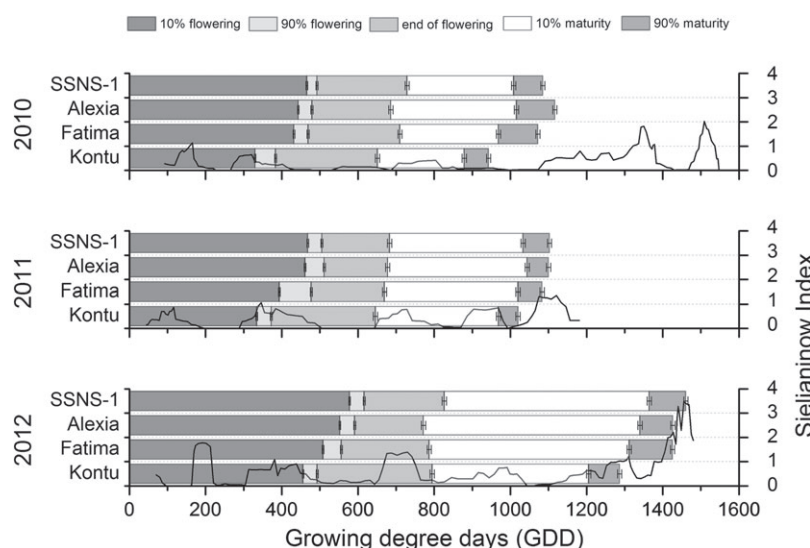 10% flowering 90% flowering end of flowering 10% maturity 90% maturity
2010
SSNS-1
Alexia
Fatima
Kontu
4
3
2
1
0
2011
SSNS-1
Alexia
Fatima
Kontu
4
3
2
1
0
2012
SSNS-1
Alexia
Fatima
Kontu
4
3
2
1
0
Sieljaninow Index
0 200 400 600 800 1000 1200 1400 1600
Growing degree days (GDD)